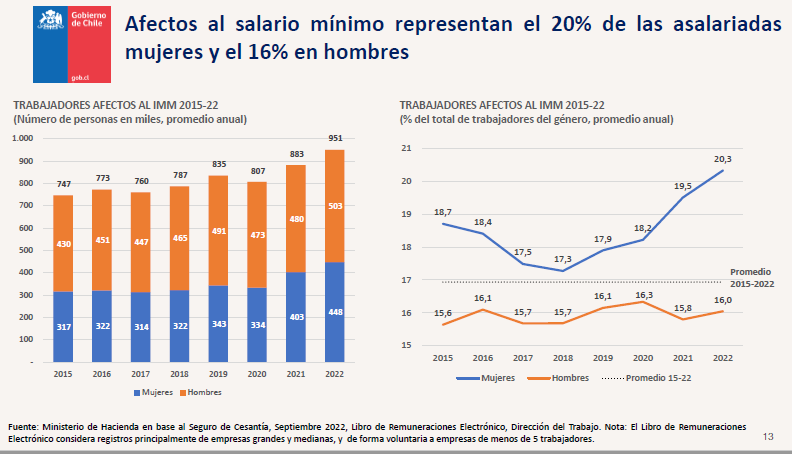 Gobierno
de Chile
gob.cl
Afectos al salario mínimo representan el 20% de las asalariadas
mujeres y el 16% en hombres
TRABAJADORES AFECTOS AL IMM 2015-22
(Número de personas en miles, promedio anual)
1.000
900
800
700
600
500
400
300
200
100
-
747 773 760 787 835 807 883 951
430 451 447 465 491 473 480 503
317 322 314 322 343 334 403 448
2015 2016 2017 2018 2019 2020 2021 2022
Mujeres Hombres
TRABAJADORES AFECTOS AL IMM 2015-22
(% del total de trabajadores del género, promedio anual)
21
20
19
18
17
16
15
18,7 18,4 17,5 17,3 17,9 18,2 19,5 20,3
Promedio
2015-2022
15,6 16,1 15,7 15,7 16,1 16,3 15,8 16,0
2015 2016 2017 2018 2019 2020 2021 2022
Mujeres Hombres Promedio 15-22
Fuente: Ministerio de Hacienda en base al Seguro de Cesantía, Septiembre 2022, Libro de Remuneraciones Electrónico, Dirección del Trabajo. Nota: El Libro de Remuneraciones
Electrónico considera registros principalmente de empresas grandes y medianas, y de forma voluntaria a empresas de menos de 5 trabajadores.
13